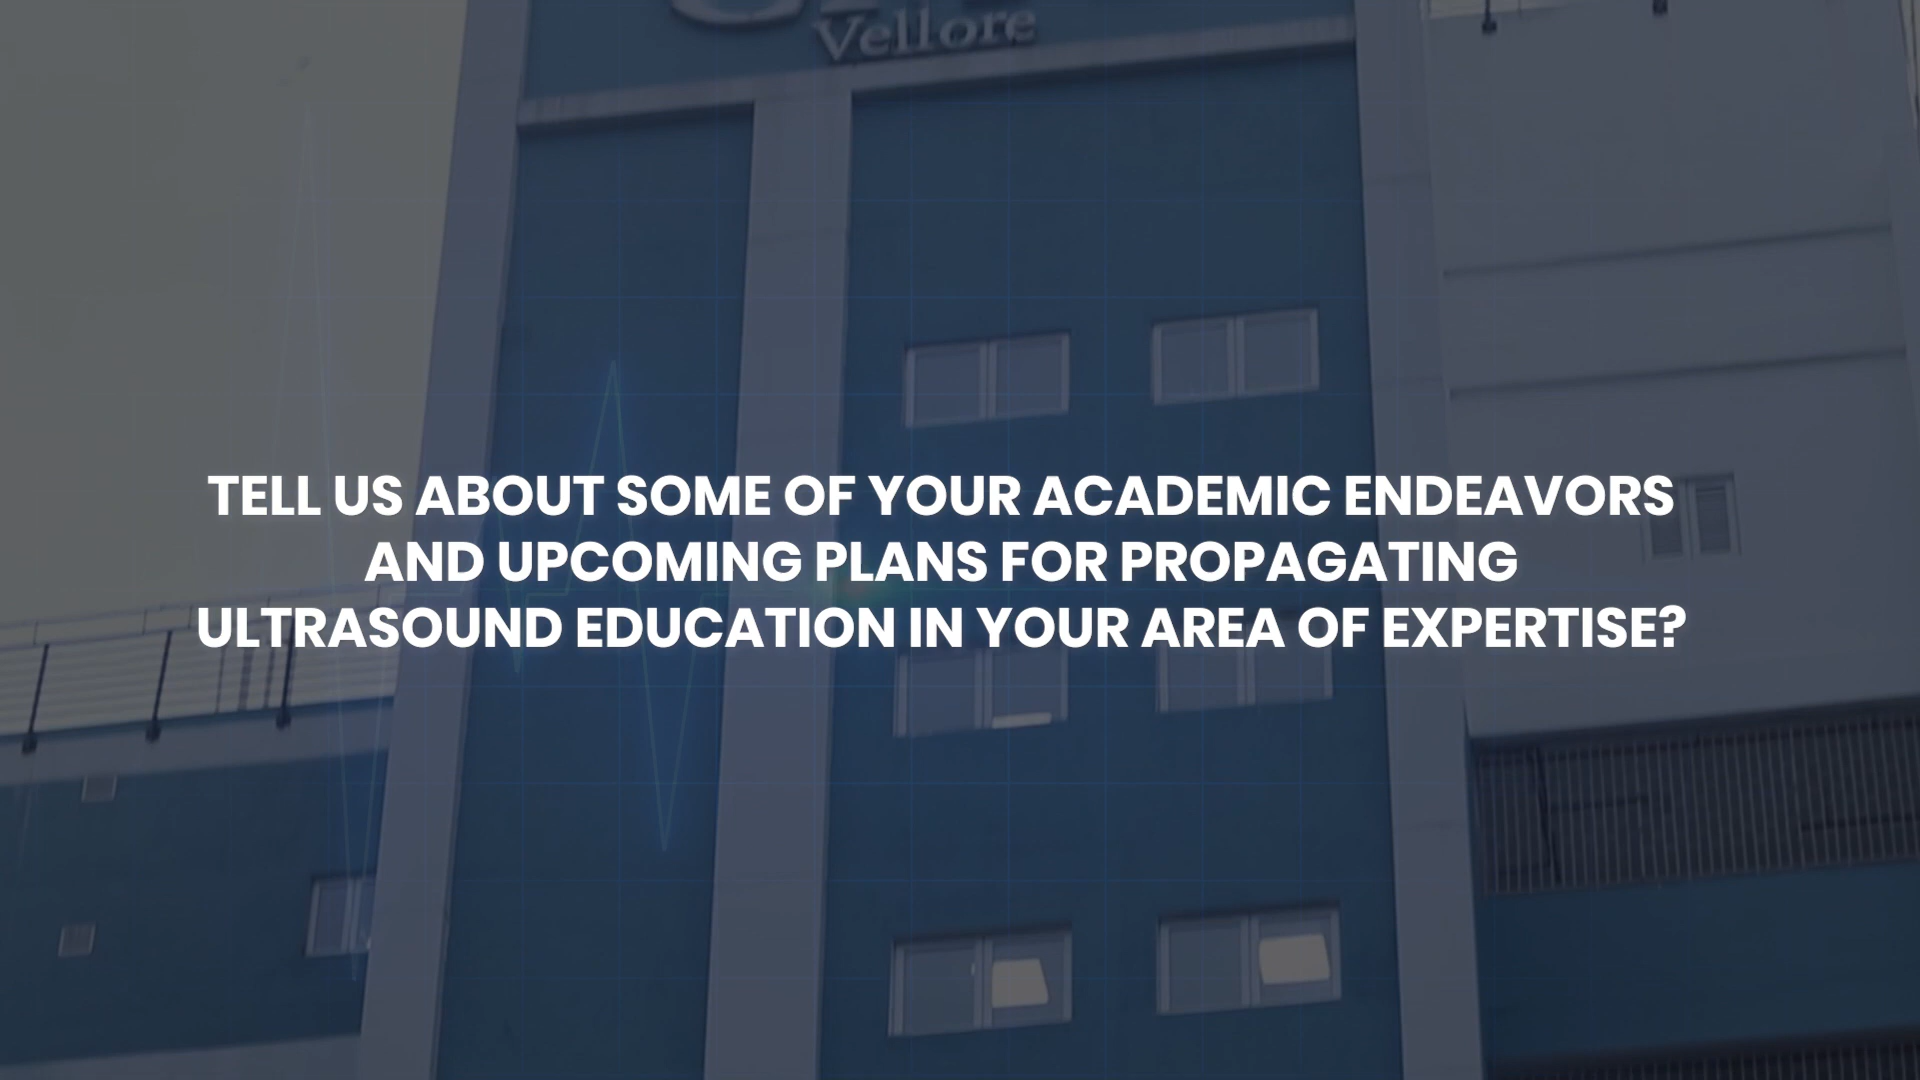 Vellore
TELL US ABOUT SOME OF YOUR ACADEMIC ENDEAVORS
AND UPCOMING PLANS FOR PROPAGATING
ULTRASOUND EDUCATION IN YOUR AREA OF EXPERTISE?